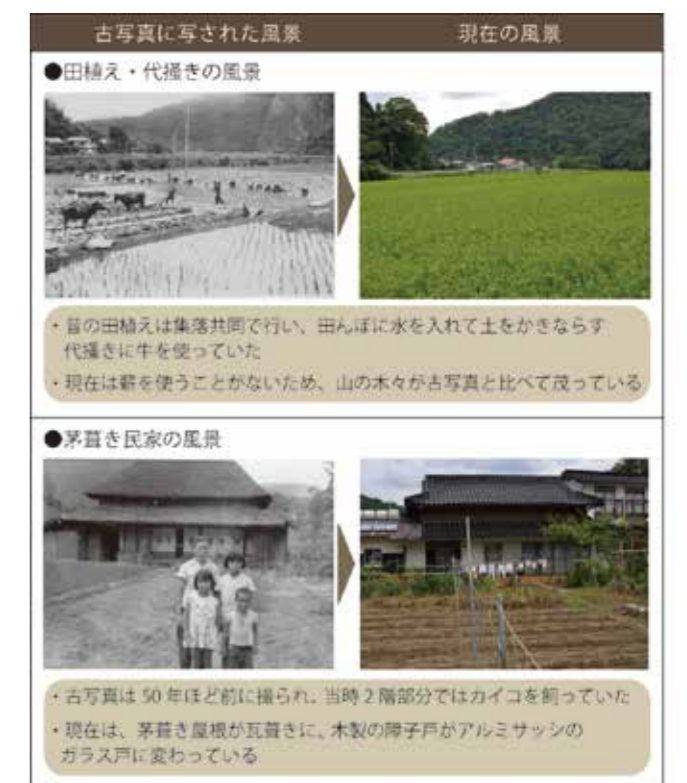 古写真に写された風景
現在の風景
●田植え・代掻きの風景
・昔の田植えは集落共同で行い、田んぼに水を入れて土をかきならす
代掻きに牛を使っていた
・現在は薪を使うことがないため、山の木々が古写真と比べて茂っている
●茅葺き民家の風景
・古写真は 50 年ほど前に撮られ、当時 2 階部分ではカイコを飼っていた
・現在は、茅葺き屋根が瓦葺きに、木製の障子戸がアルミサッシの
ガラス戸に変わっている